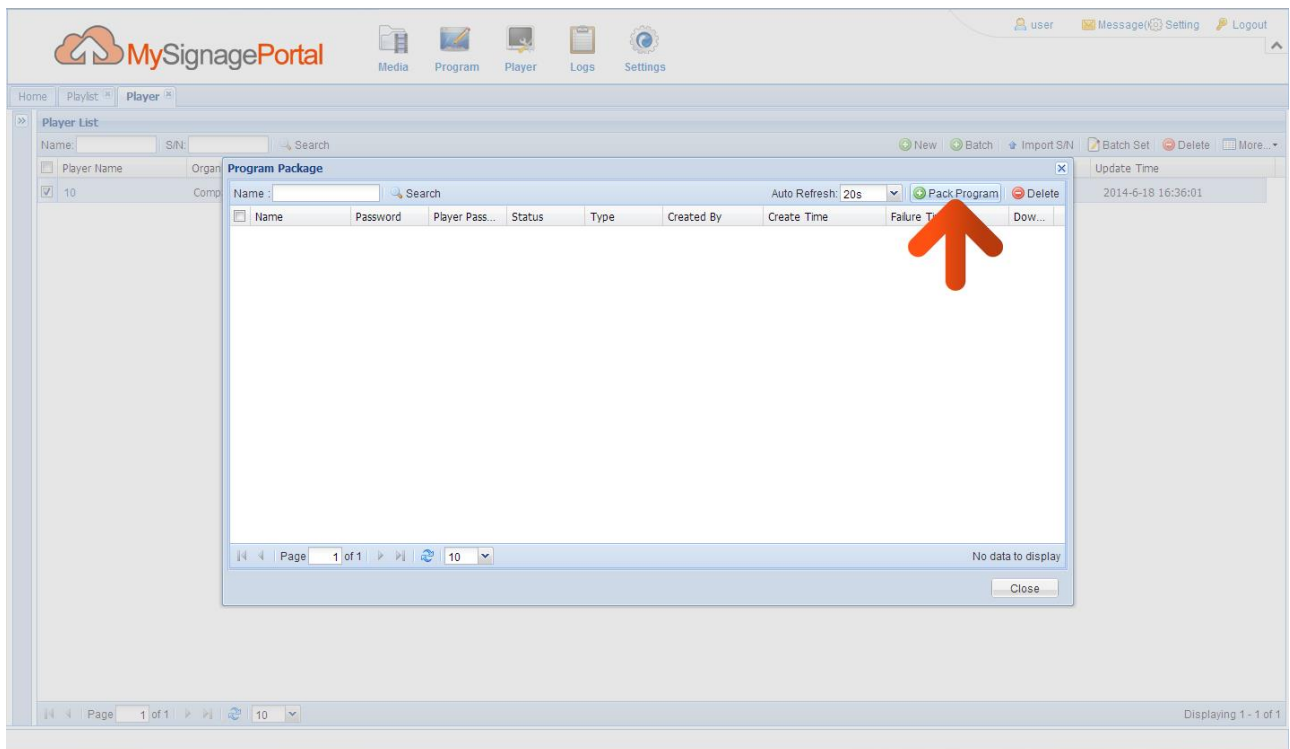 user Message( Setting Logout
MySignagePortal
Media Program Player Logs Settings
Home Playlist Player
Player List
Name: S/N: Search New Batch Import S/N Batch Set Delete More...
Player Name Organ Update Time
10 Comp 2014-6-18 16:36:01
Program Package
Name : Search Auto Refresh: 20s Pack Program Delete
Name Password Player Pass... Status Type Created By Create Time Failure Dow...
Page 1 of 1 10 No data to display
Close
Page 1 of 1 10 Displaying 1 - 1 of 1